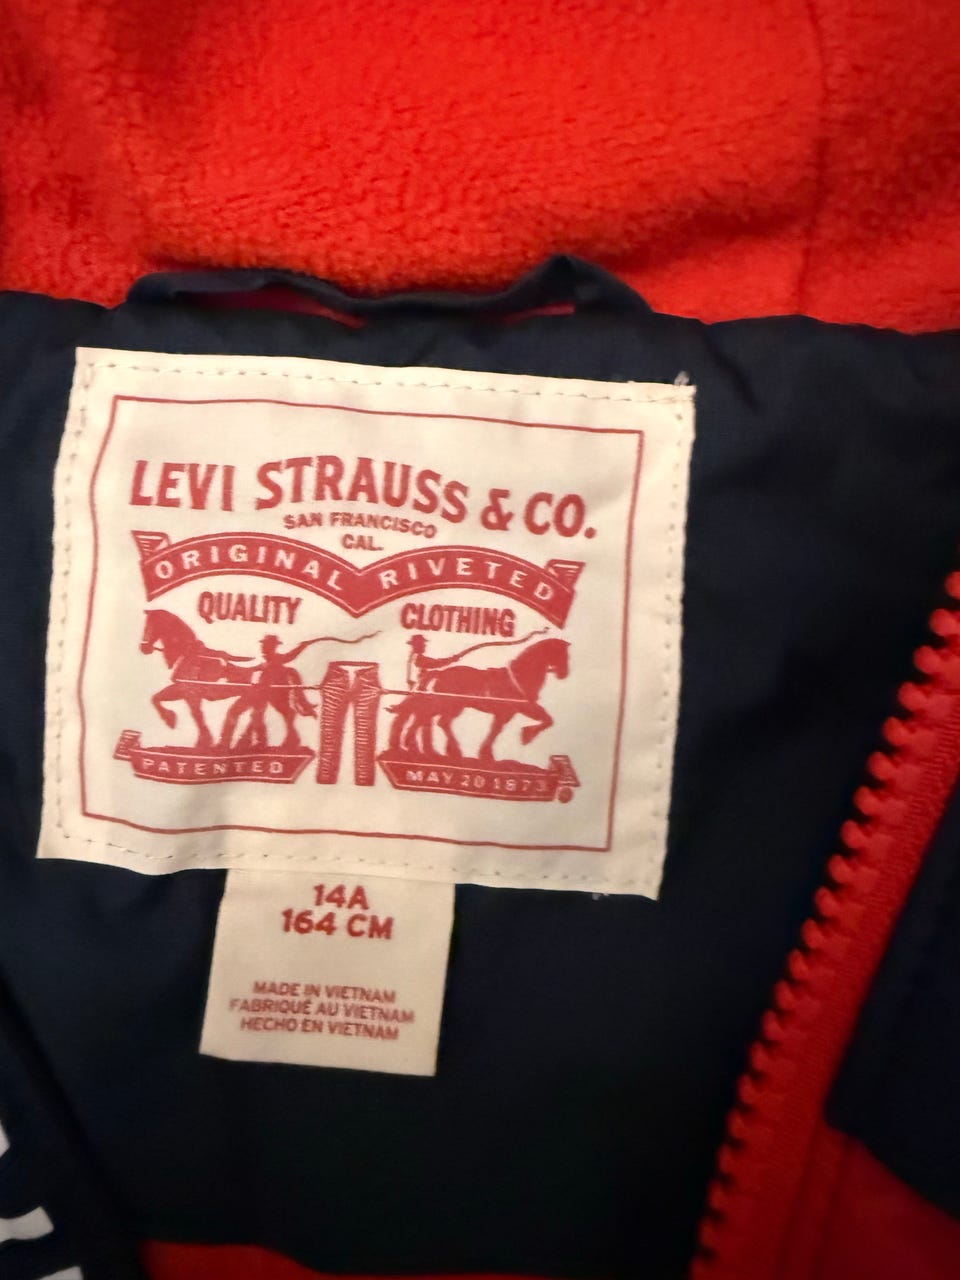 LEVI STRAUSS & CO.
SAN FRANCISCO
CAL.
ORIGINAL RIVETED
QUALITY CLOTHING
PATENTED MAY 20 1873
14A
164 CM
MADE IN VIETNAM
FABRIQUÉ AU VIETNAM
HECHO EN VIETNAM